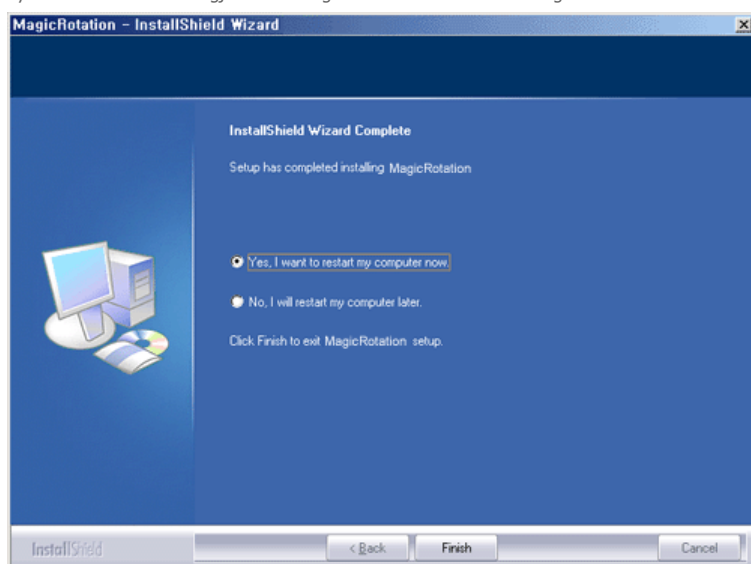 MagicRotation - InstallShield Wizard
InstallShield Wizard Complete
Setup has completed installing MagicRotation
Yes, I want to restart my computer now.
No, I will restart my computer later.
Click Finish to exit MagicRotation setup.
InstallShield
< Back
Finish
Cancel